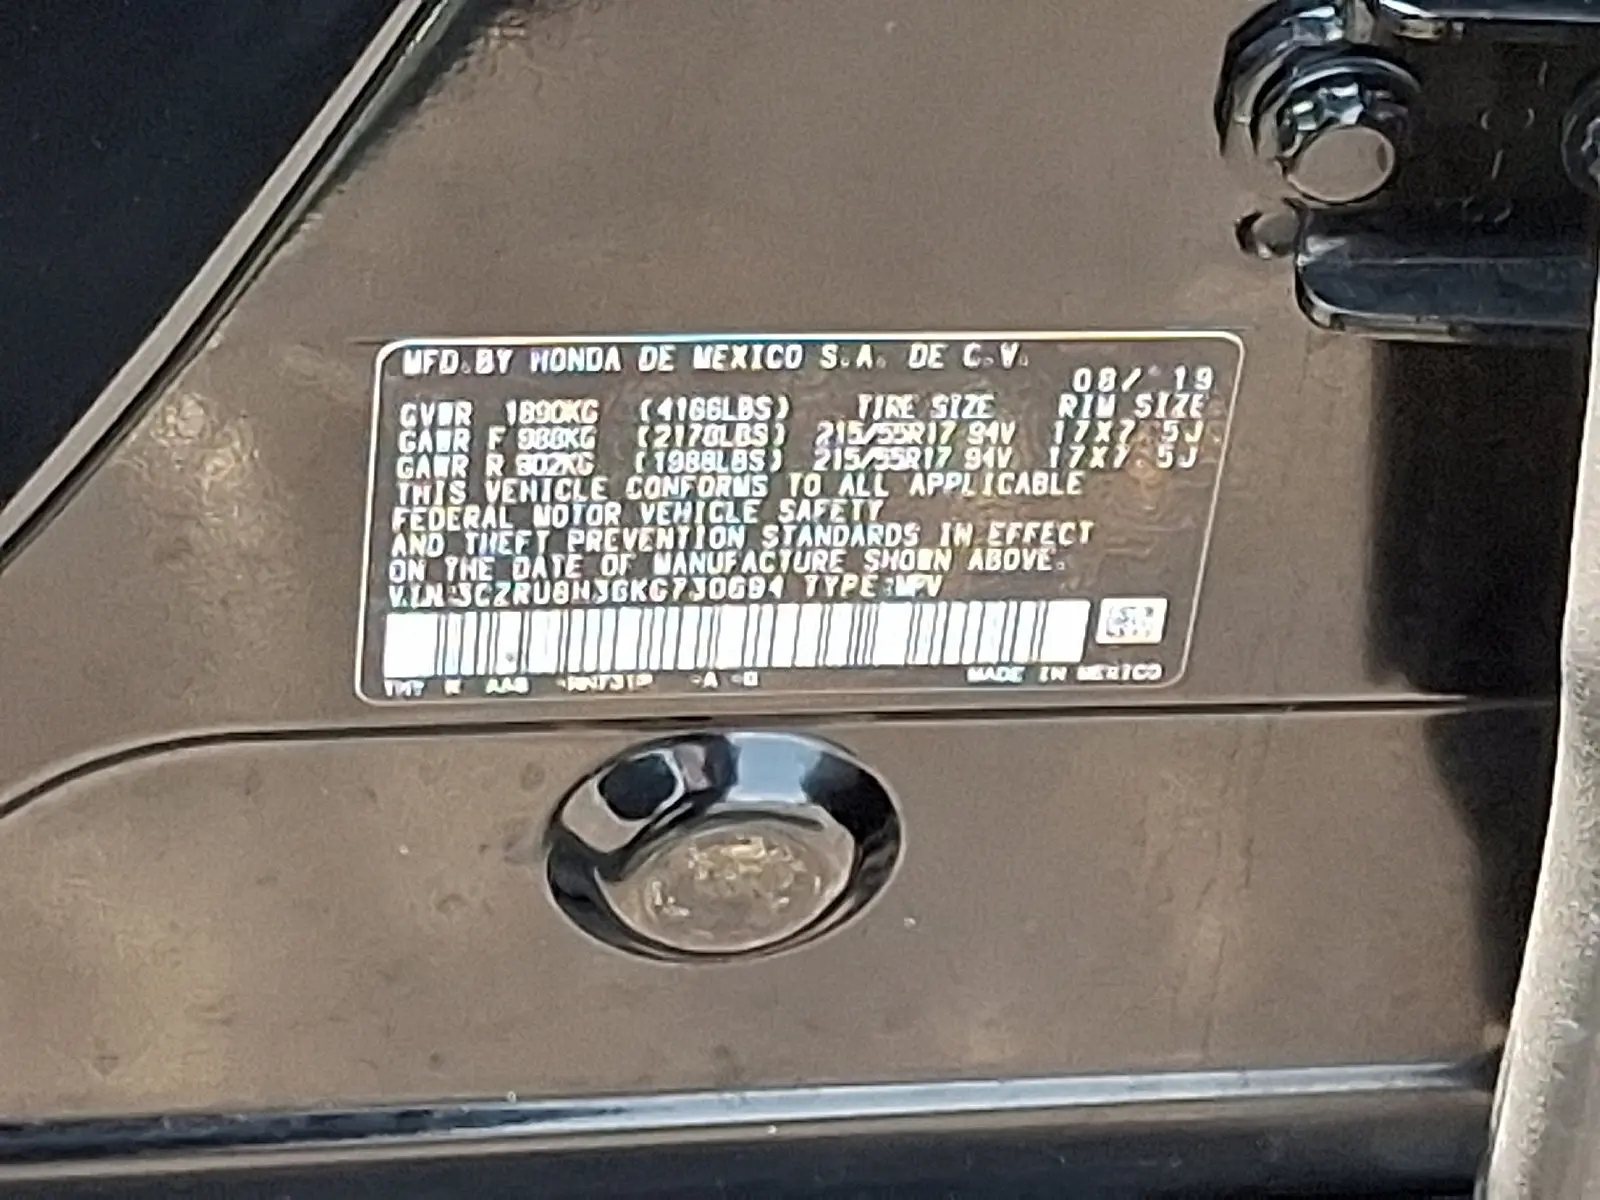 MFD.BY HONDA DE MEXICO S.A. DE C.V.
08/ 19
GVWR 1890KG (4166LBS) TIRE SIZE RIM SIZE
GAWR F 988KG (2178LBS) 215/55R17 94V 17X7.5J
GAWR R 902KG (1988LBS) 215/55R17 94V 17X7.5J
THIS VEHICLE CONFORMS TO ALL APPLICABLE
FEDERAL MOTOR VEHICLE SAFETY
AND THEFT PREVENTION STANDARDS IN EFFECT
ON THE DATE OF MANUFACTURE SHOWN ABOVE.
V.I.N:3CZRU6H36KG730694 TYPE:MPV
MADE IN MEXICO